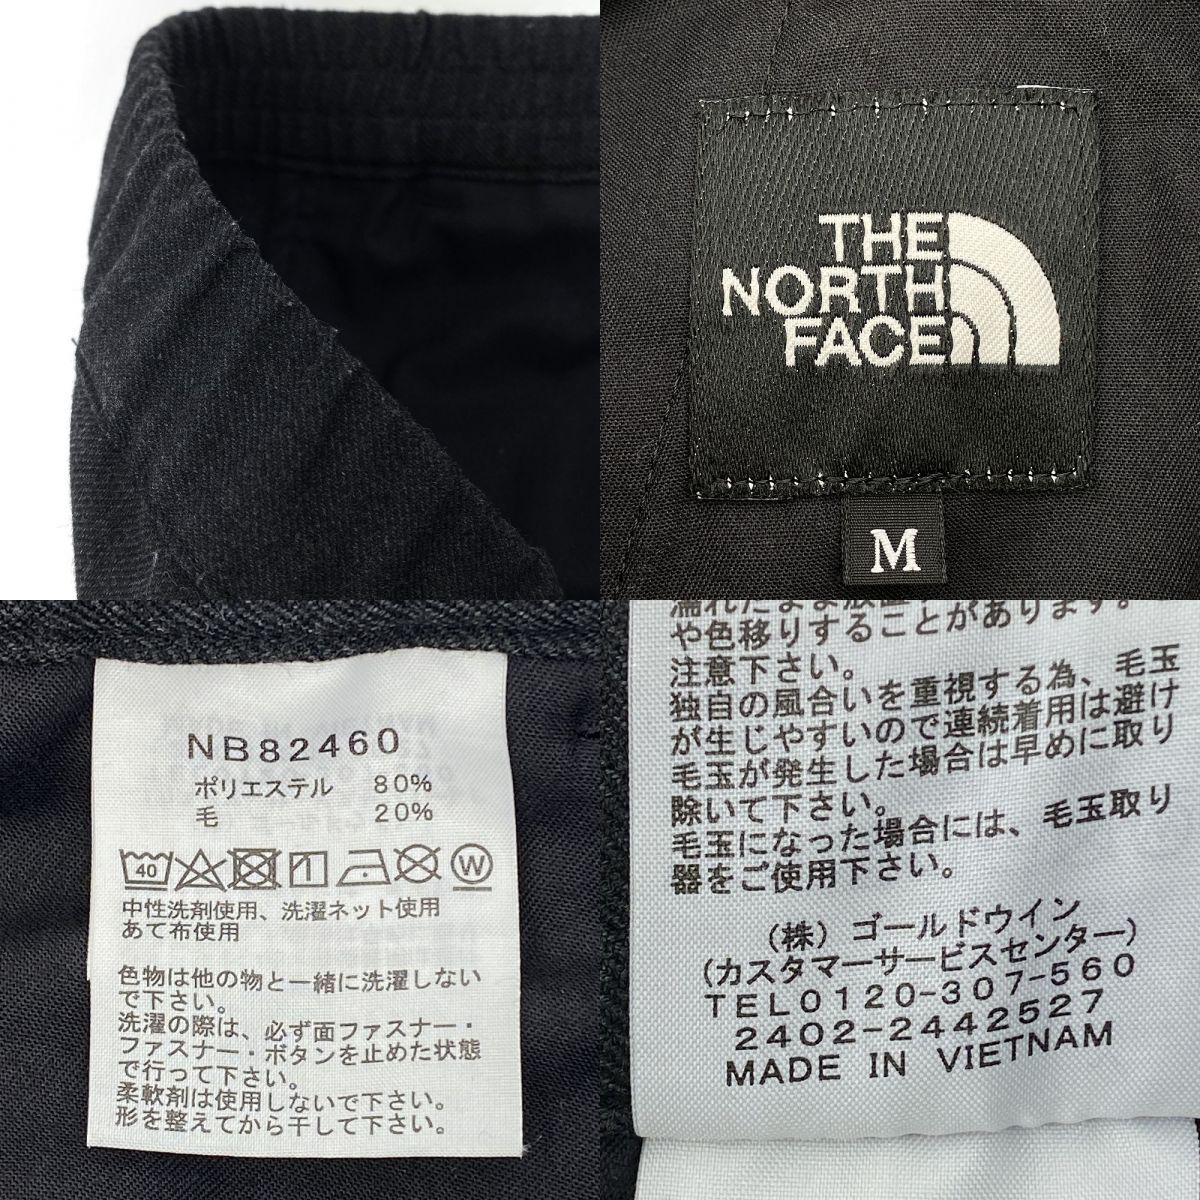 THE
NORTH
FACE
M
NB82460
ポリエステル 80%
毛 20%
40 W
中性洗剤使用、洗濯ネット使用
あて布使用
色物は他の物と一緒に洗濯しない
で下さい。
洗濯の際は、必ず面ファスナー・
ファスナー・ボタンを止めた状態
で行って下さい。
柔軟剤は使用しないで下さい。
形を整えてから干して下さい。
や色移りすることがあります。
注意下さい。
独自の風合いを重視する為、毛玉
が生じやすいので連続着用は避け
毛玉が発生した場合は早めに取り
除いて下さい。
毛玉になった場合には、毛玉取り
器をご使用下さい。
(株) ゴールドウイン
(カスタマーサービスセンター)
TEL0120-307-560
2402-2442527
MADE IN VIETNAM